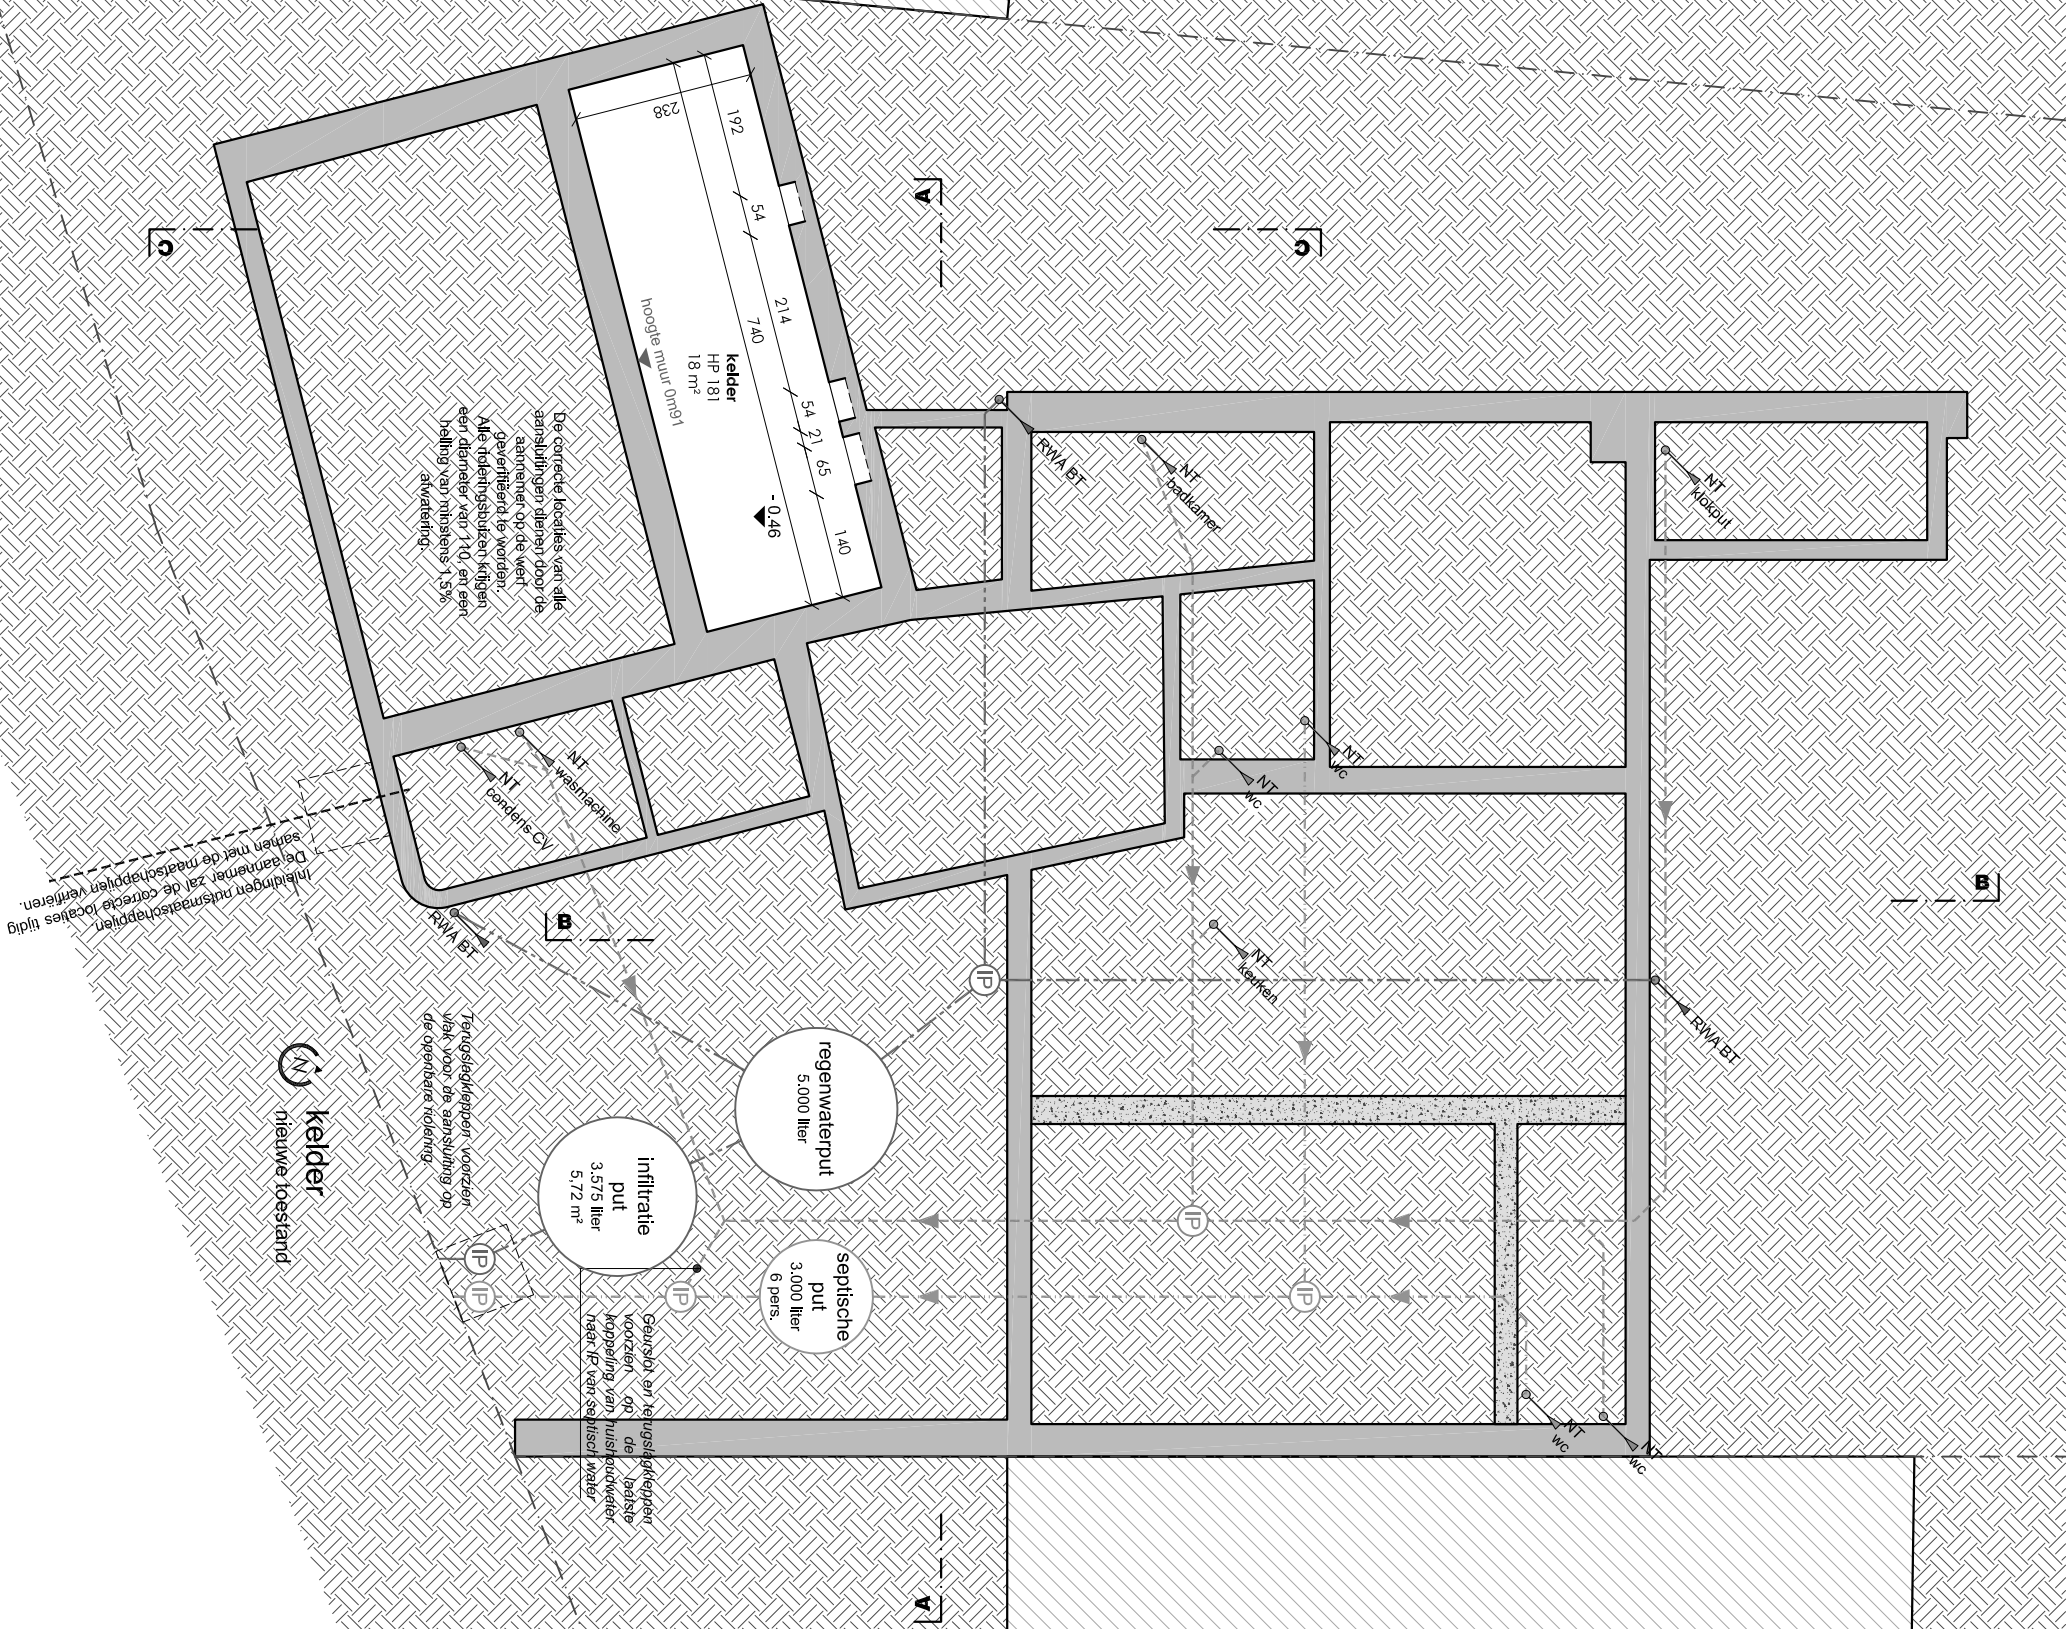 A
C
C
238
192
54
214
740
54
21
65
140
kelder
HP 181
18 m²
hoogte muur 0m91
- 0.46
De correcte locaties van alle
aansluitingen dienen door de
aannemer op de werf
geverifieerd te worden.
Alle rioleringsbuizen krijgen
een diameter van 110, en een
helling van minstens 1,5%
afwatering.
RWA BT
NT
badkamer
NT
klokput
NT
wc
NT
wc
NT
wasmachine
NT
condens CV
Inleidingen nutsmaatschappijen.
De aannemer zal de correcte locaties tijdig
samen met de maatschappijen verifiëren.
RWA BT
B
B
NT
keuken
IP
RWA BT
Terugslagkleppen voorzien
vlak voor de aansluiting op
de openbare riolering.
N
kelder
nieuwe toestand
regenwaterput
5.000 liter
infiltratie
put
3.575 liter
5,72 m²
septische
put
3.000 liter
6 pers.
IP
IP
IP
IP
IP
Geurslot en terugslagkleppen
voorzien op de laatste
koppeling van huishoudwater
naar IP van septisch water
NT
wc
NT
wc
A